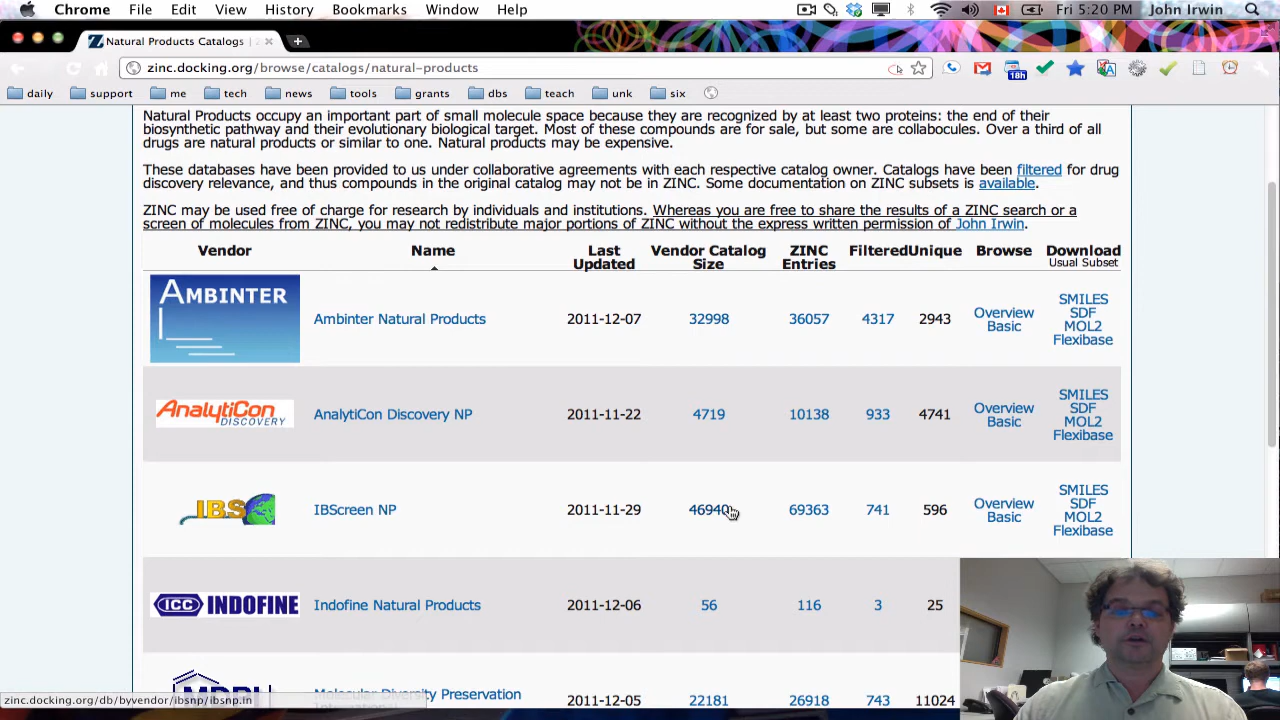 Chrome File Edit View History Bookmarks Window Help Fri 5:20 PM John Irwin
Natural Products Catalogs |
zinc.docking.org/browse/catalogs/natural-products
18h
daily support me tech news tools grants dbs teach unk six
Natural Products occupy an important part of small molecule space because they are recognized by at least two proteins: the end of their
biosynthetic pathway and their evolutionary biological target. Most of these compounds are for sale, but some are collabocules. Over a third of all
drugs are natural products or similar to one. Natural products may be expensive.
These databases have been provided to us under collaborative agreements with each respective catalog owner. Catalogs have been filtered for drug
discovery relevance, and thus compounds in the original catalog may not be in ZINC. Some documentation on ZINC subsets is available.
ZINC may be used free of charge for research by individuals and institutions. Whereas you are free to share the results of a ZINC search or a
screen of molecules from ZINC, you may not redistribute major portions of ZINC without the express written permission of John Irwin.
Vendor Name Last Updated Vendor Catalog Size ZINC Entries Filtered Unique Browse Download Usual Subset
AMBINTER Ambinter Natural Products 2011-12-07 32998 36057 4317 2943 Overview Basic SMILES SDF MOL2 Flexibase
AnalytiCon DISCOVERY AnalytiCon Discovery NP 2011-11-22 4719 10138 933 4741 Overview Basic SMILES SDF MOL2 Flexibase
IBS IBScreen NP 2011-11-29 46940 69363 741 596 Overview Basic SMILES SDF MOL2 Flexibase
ICC INDOFINE Indofine Natural Products 2011-12-06 56 116 3 25
MDPI Molecular Diversity Preservation 2011-12-05 22181 26918 743 11024
zinc.docking.org/db/byvendor/ibsnp/ibsnp.in